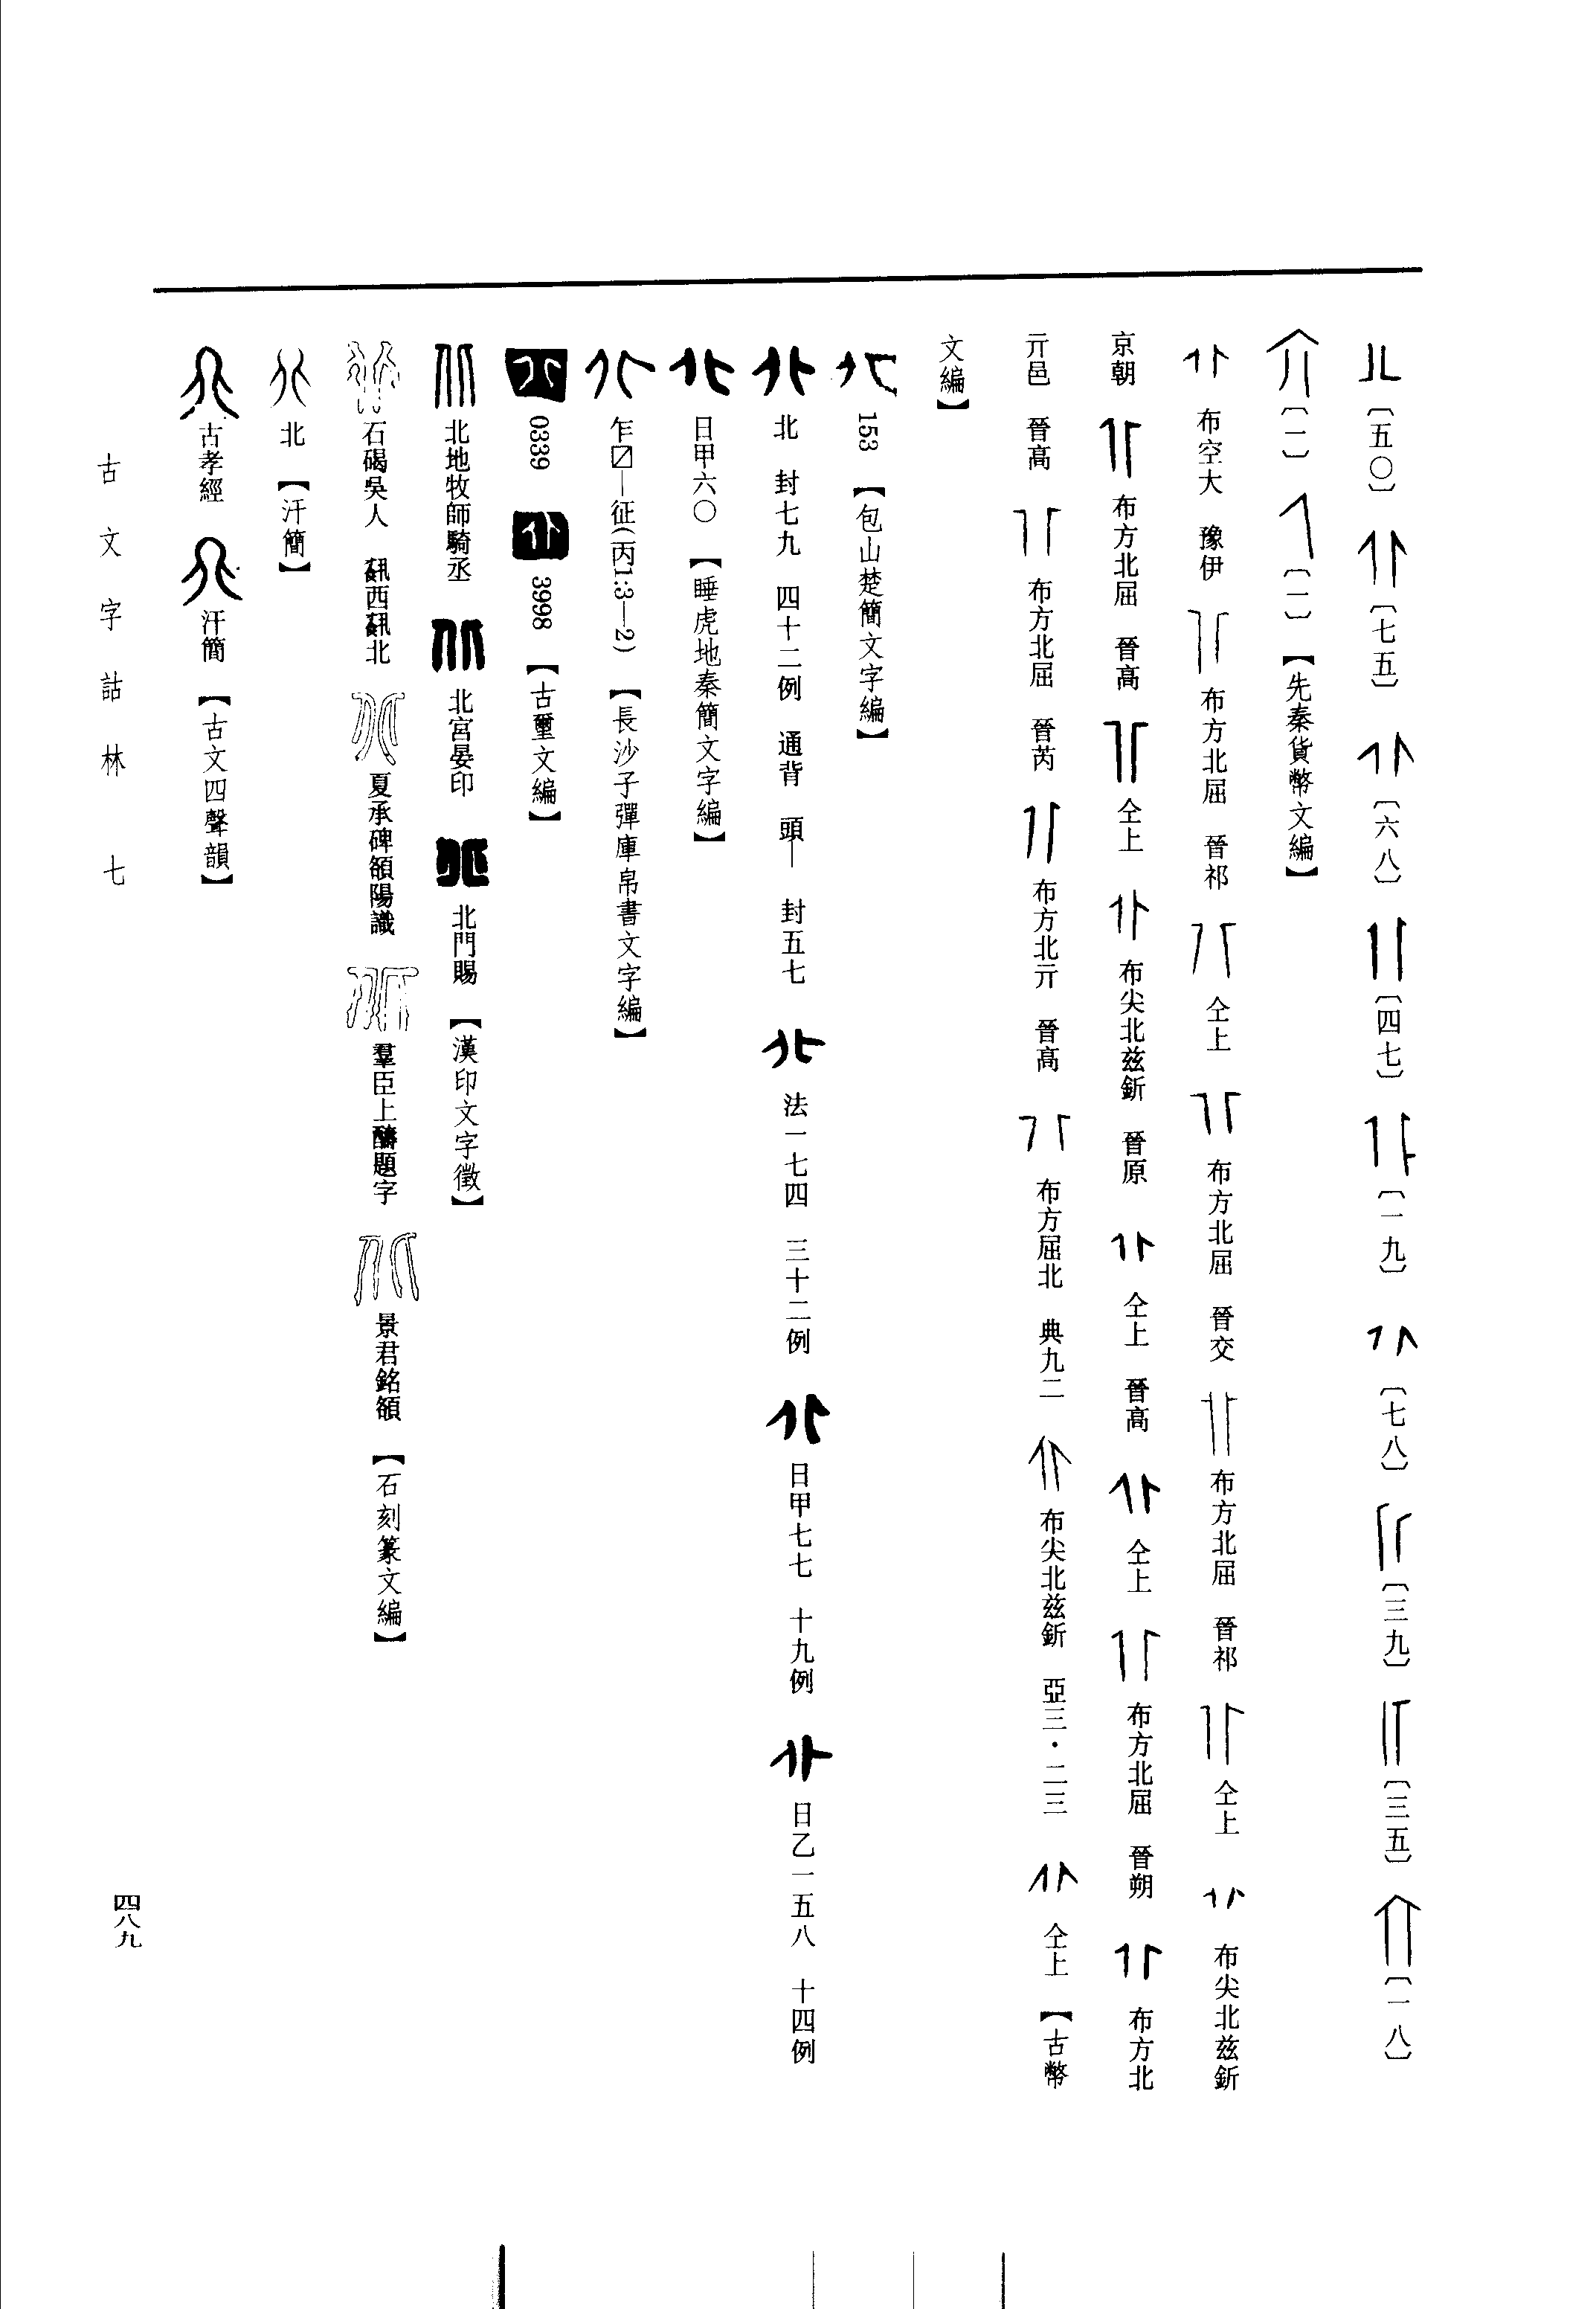 〔五〇〕 〔七五〕 〔六八〕 〔四七〕 〔一九〕 〔七八〕 〔三九〕 〔三五〕 〔一八〕
〔一〕 〔一〕 【先秦貨幣文編】
布空大 豫伊 布方北屈 晉祁 仝上 布方北屈 晉交 布方北屈 晉祁 仝上 布尖北兹釿
京朝 布方北屈 晉高 仝上 布尖北兹釿 晉原 仝上 晉高 仝上 布方北屈 晉朔 布方北
亓邑 晉高 布方北屈 晉芮 布方北亓 晉高 布方屈北 典九二 布尖北兹釿 亞三·二三 仝上 【古幣
文編】
153 【包山楚簡文字編】
北 封七九 四十二例 通背 頭— 封五七 法一七四 三十二例 日甲七七 十九例 日乙一五八 十四例
日甲六〇 【睡虎地秦簡文字編】
乍〼—征(丙1:3—2) 【長沙子彈庫帛書文字編】
0339 3998 【古璽文編】
北地牧師騎丞 北宮晏印 北門賜 【漢印文字徵】
石碣吳人 西北 夏承碑額陽識 羣臣上醻題字 景君銘額 【石刻篆文編】
北 【汗簡】
古孝經 汗簡 【古文四聲韻】
古文字詁林 七
四八九